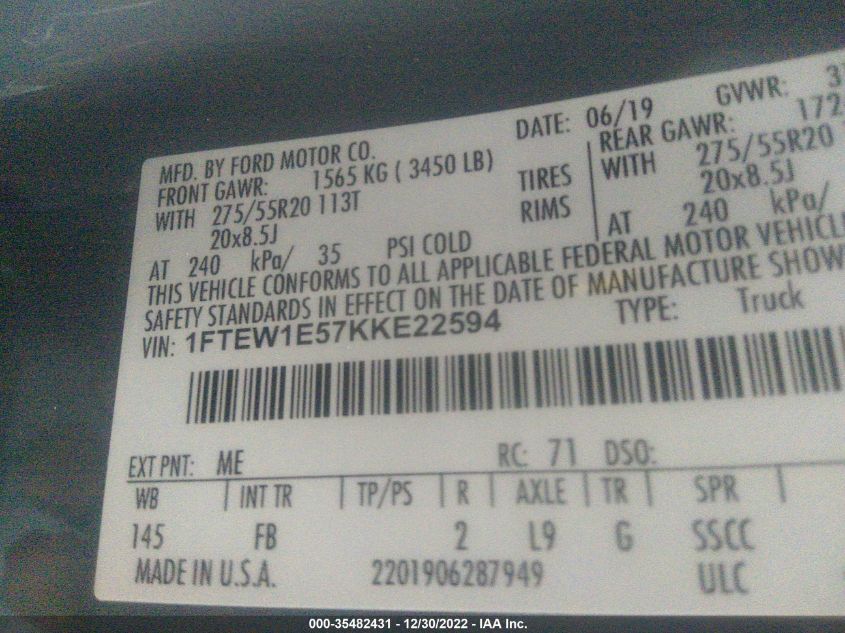 MFD. BY FORD MOTOR CO. DATE: 06/19 GVWR:
FRONT GAWR: 1565 KG ( 3450 LB) REAR GAWR: 172
WITH 275/55R20 113T TIRES WITH 275/55R20
20x8.5J RIMS 20x8.5J
AT 240 kPa/ 35 PSI COLD AT 240 kPa/
THIS VEHICLE CONFORMS TO ALL APPLICABLE FEDERAL MOTOR VEHICL
SAFETY STANDARDS IN EFFECT ON THE DATE OF MANUFACTURE SHOW
VIN: 1FTEW1E57KKE22594 TYPE: Truck
EXT PNT: ME RC: 71 DSO:
WB | INT TR | TP/PS | R | AXLE | TR | SPR |
145 FB 2 L9 G SSCC
MADE IN U.S.A. 2201906287949 ULC
000-35482431 - 12/30/2022 - IAA Inc.